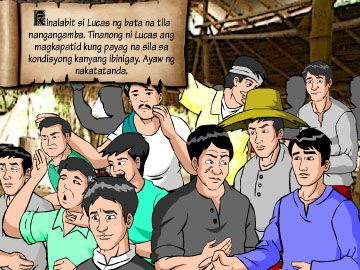 Kinalabit si Lucas ng bata na tila
nangangamba. Tinanong ni Lucas ang
magkapatid kung payag na sila sa
kondisyong kanyang ibinigay. Ayaw ng
nakatatanda.